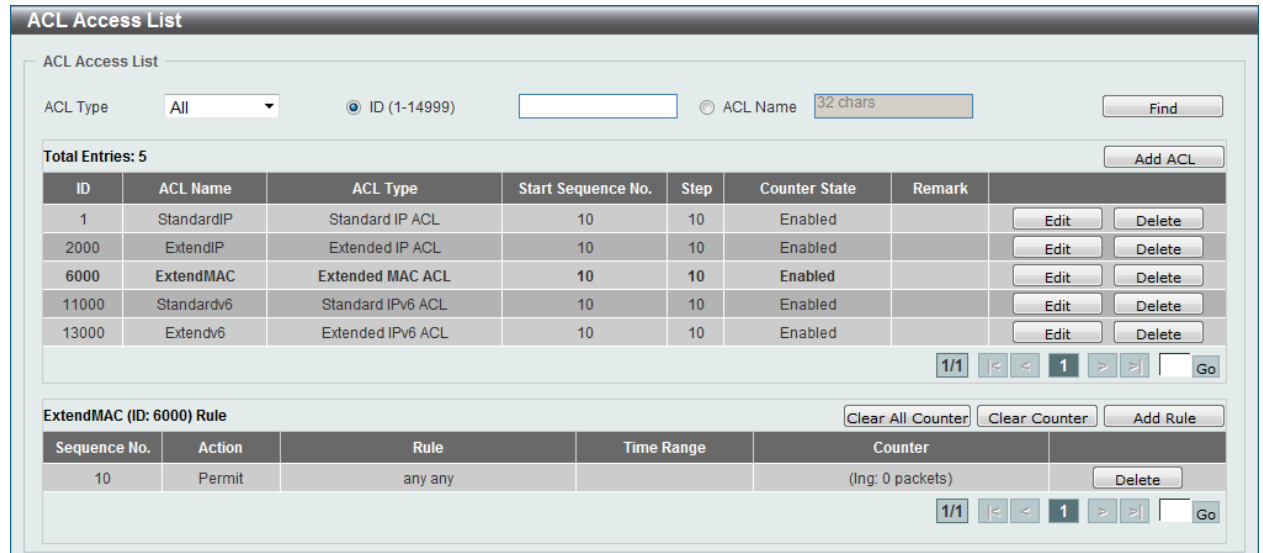 ACL Access List
ACL Access List
ACL Type All ID (1-14999) ACL Name 32 chars Find
Total Entries: 5 Add ACL
ID ACL Name ACL Type Start Sequence No. Step Counter State Remark
1 StandardIP Standard IP ACL 10 10 Enabled Edit Delete
2000 ExtendIP Extended IP ACL 10 10 Enabled Edit Delete
6000 ExtendMAC Extended MAC ACL 10 10 Enabled Edit Delete
11000 Standardv6 Standard IPv6 ACL 10 10 Enabled Edit Delete
13000 Extendv6 Extended IPv6 ACL 10 10 Enabled Edit Delete
1/1 |< < 1 > >| Go
ExtendMAC (ID: 6000) Rule Clear All Counter Clear Counter Add Rule
Sequence No. Action Rule Time Range Counter
10 Permit any any (Ing: 0 packets) Delete
1/1 |< < 1 > >| Go